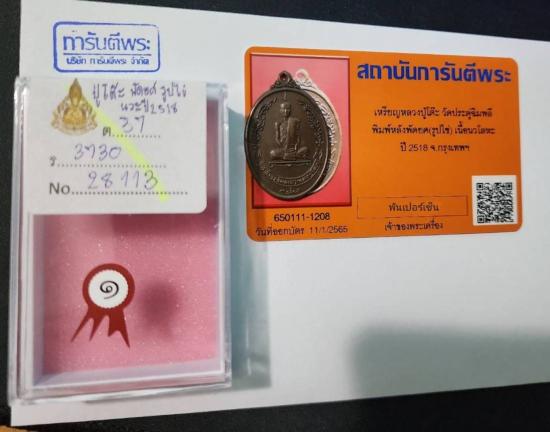 การันตีพระ
บริษัท การันตีพระ จำกัด
ปู่โต๊ะ พัดยศ รูปไข่
นวะปี 2518
ต. 37
ร. 3730
No. 28113
๑
สถาบันการันตีพระ
เหรียญหลวงปู่โต๊ะ วัดประดู่ฉิมพลี
พิมพ์หลังพัดยศ(รูปไข่) เนื้อนวโลหะ
ปี 2518 จ.กรุงเทพฯ
650111-1208
วันที่ออกบัตร 11/1/2565
พันเปอร์เซ็น
เจ้าของพระเครื่อง